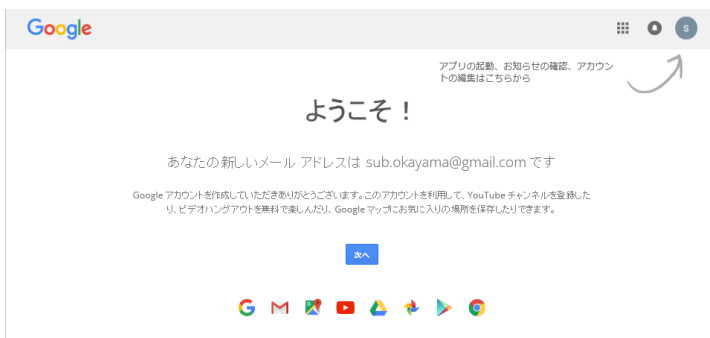 Google
S
アプリの起動、お知らせの確認、アカウン
トの編集はこちらから
ようこそ！
あなたの新しいメール アドレスは sub.okayama@gmail.com です
Google アカウントを作成していただきありがとうございます。このアカウントを利用して、YouTube チャンネルを登録した
り、ビデオハングアウトを無料で楽しんだり、Google マップにお気に入りの場所を保存したりできます。
次へ